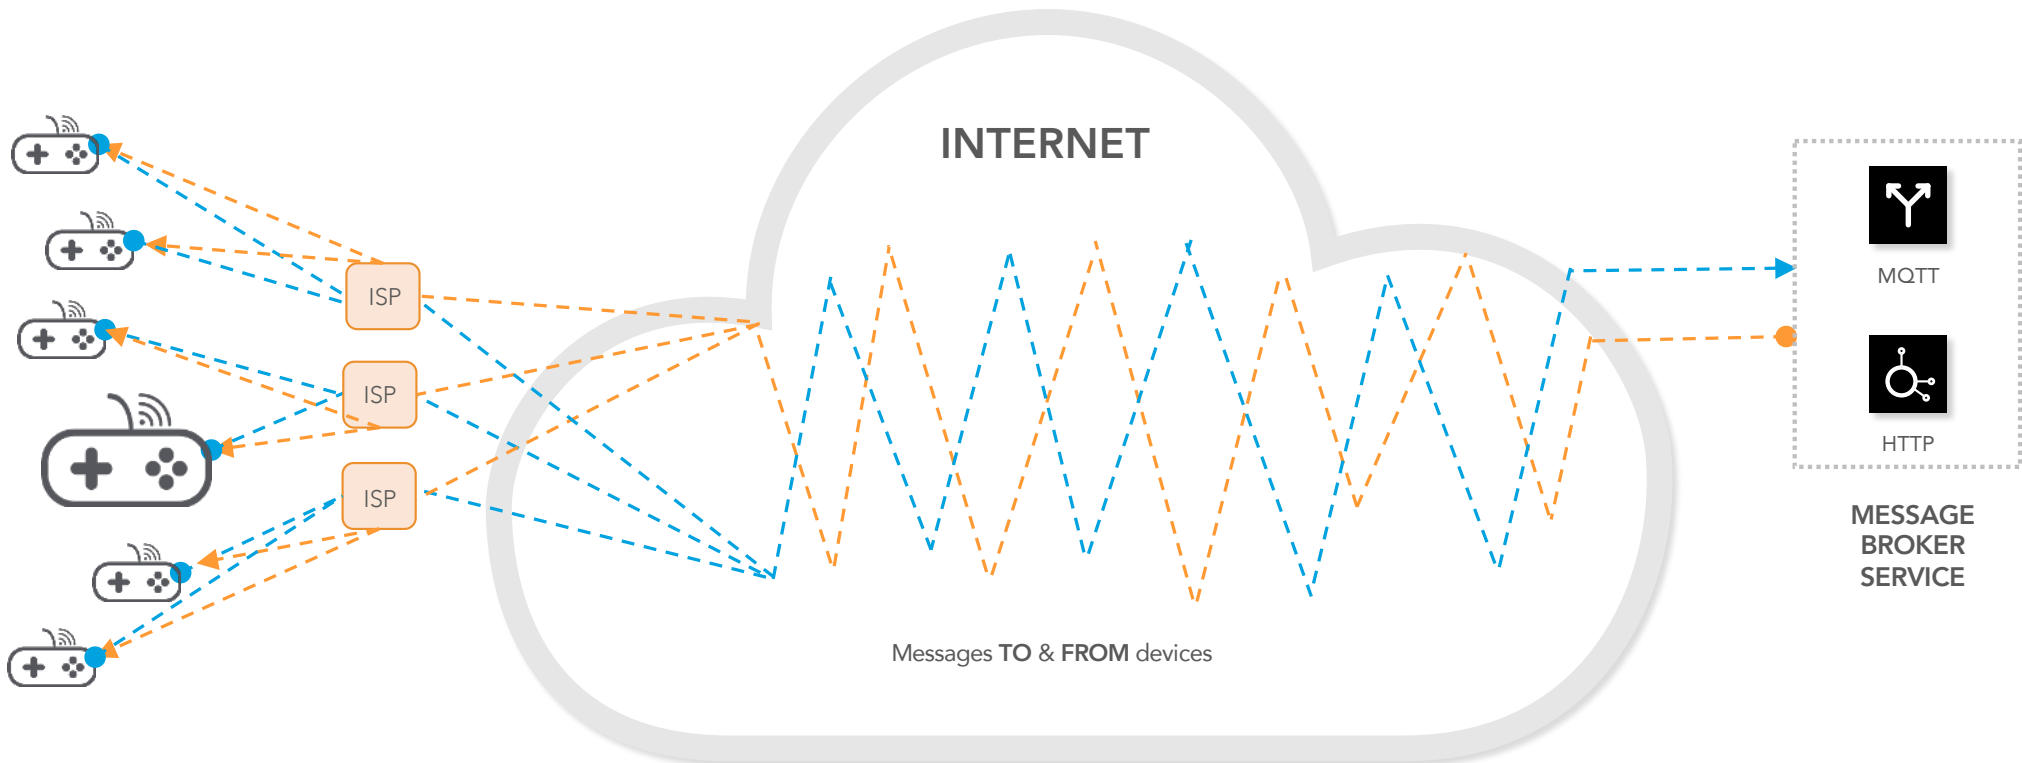 INTERNET
ISP
ISP
ISP
Messages TO & FROM devices
MQTT
HTTP
MESSAGE
BROKER
SERVICE